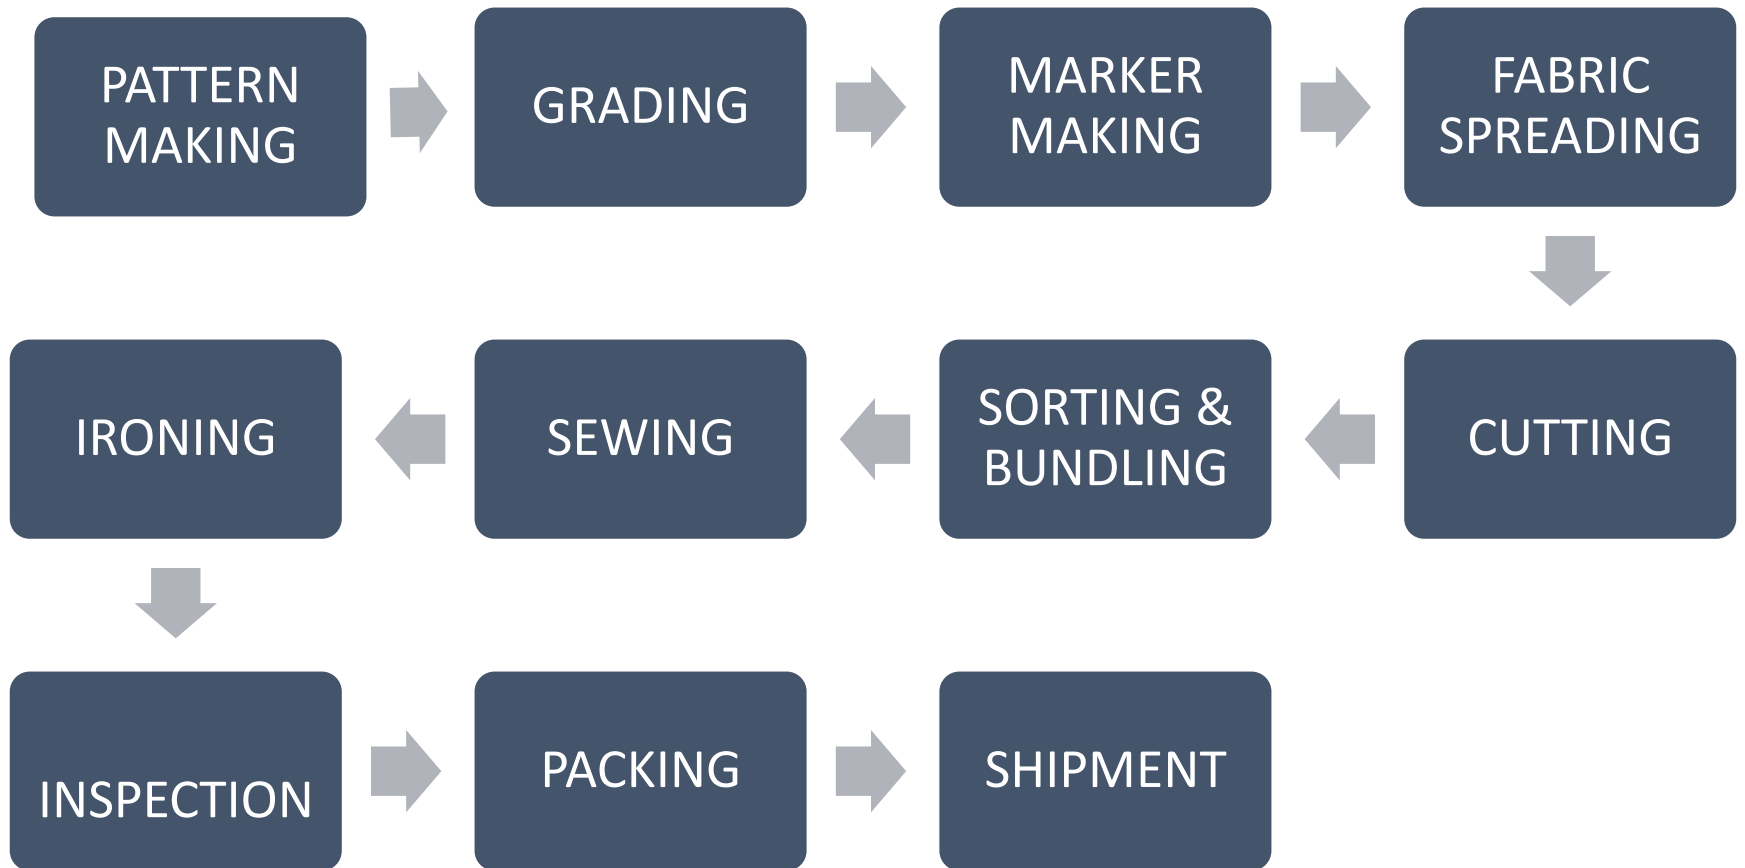 PATTERN
MAKING
GRADING
MARKER
MAKING
FABRIC
SPREADING
CUTTING
SORTING &
BUNDLING
SEWING
IRONING
INSPECTION
PACKING
SHIPMENT